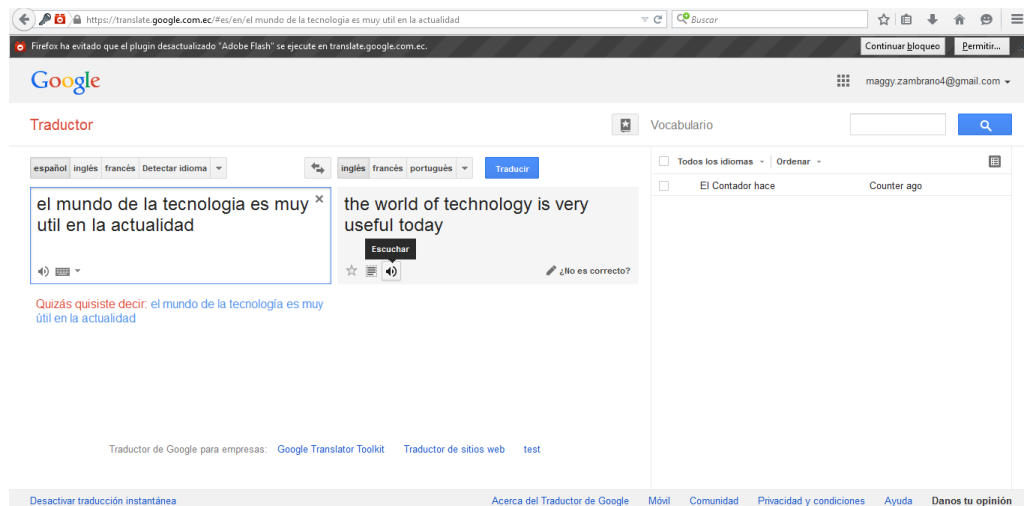 https://translate.google.com.ec/#es/en/el mundo de la tecnologia es muy util en la actualidad
Buscar
Firefox ha evitado que el plugin desactualizado "Adobe Flash" se ejecute en translate.google.com.ec.
Continuar bloqueo
Permitir...
Google
maggy.zambrano4@gmail.com
Traductor
Vocabulario
español inglés francés Detectar idioma
inglés francés portugués
Traducir
Todos los idiomas
Ordenar
el mundo de la tecnologia es muy
util en la actualidad
the world of technology is very
useful today
El Contador hace
Counter ago
Escuchar
¿No es correcto?
Quizás quisiste decir: el mundo de la tecnología es muy
útil en la actualidad
Traductor de Google para empresas: Google Translator Toolkit Traductor de sitios web test
Desactivar traducción instantánea
Acerca del Traductor de Google Móvil Comunidad Privacidad y condiciones Ayuda Danos tu opinión